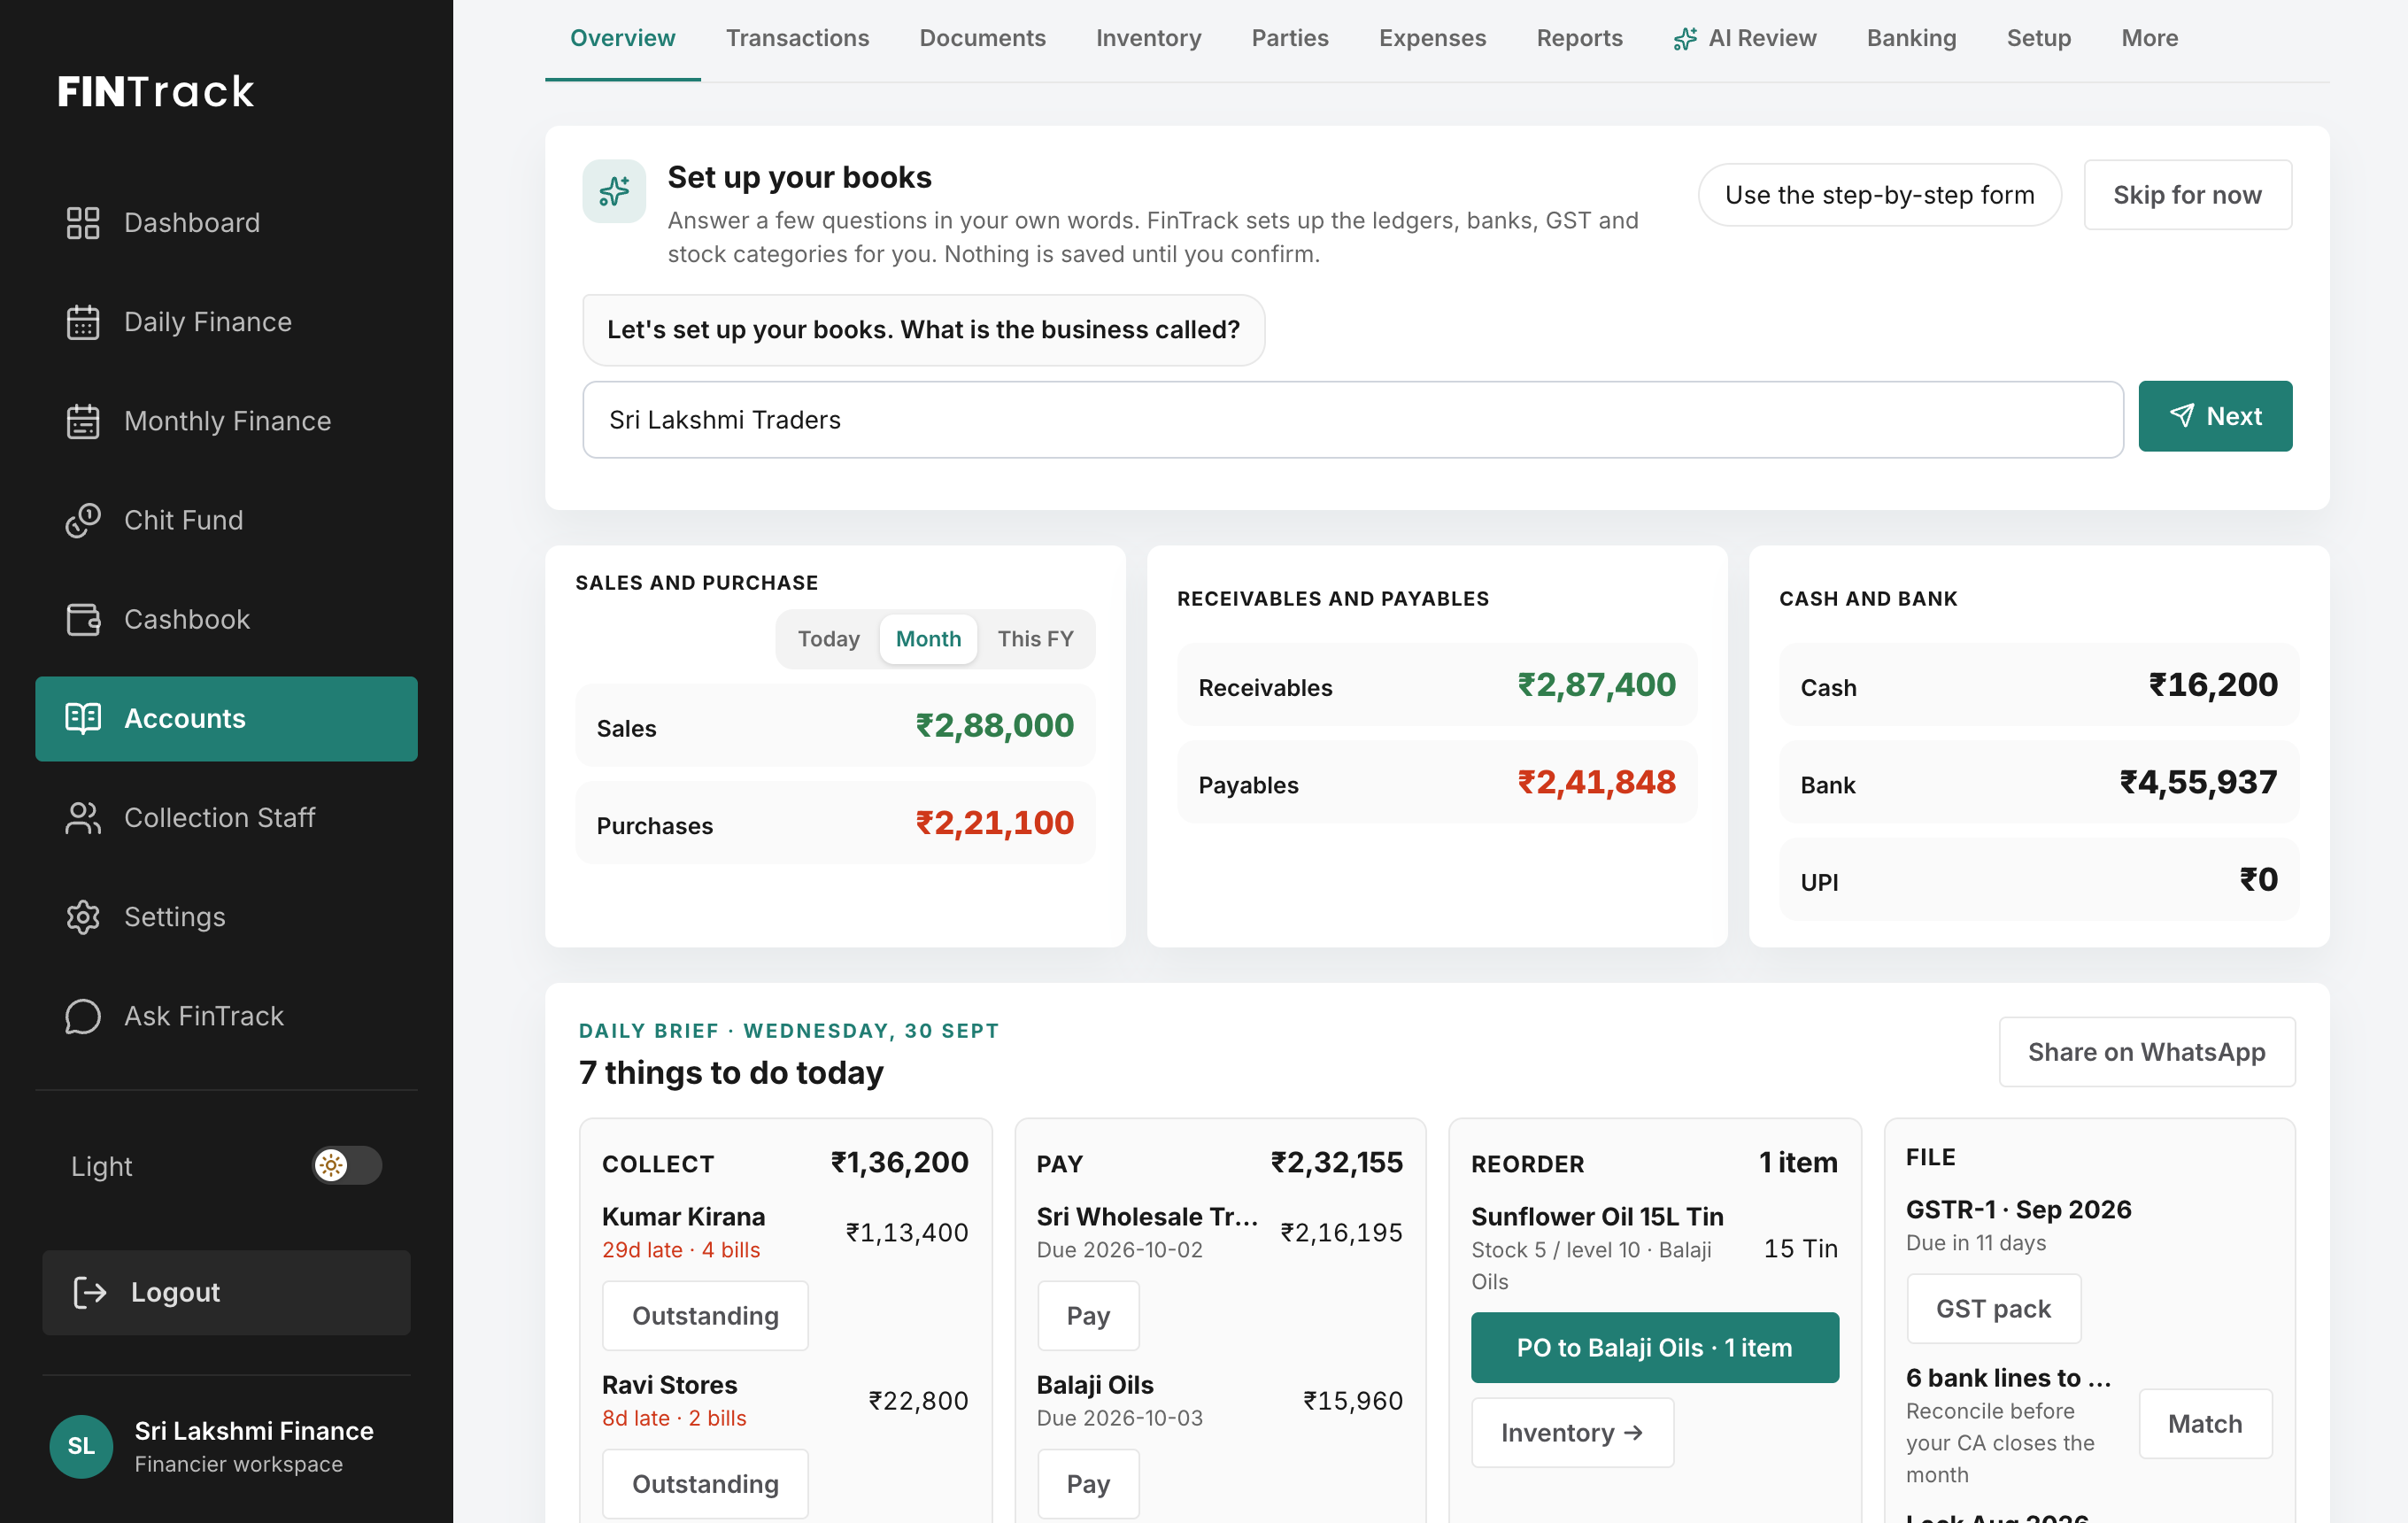 FINTrack
Dashboard
Daily Finance
Monthly Finance
Chit Fund
Cashbook
Accounts
Collection Staff
Settings
Ask FinTrack
Light
Logout
SL
Sri Lakshmi Finance
Financier workspace
Overview
Transactions
Documents
Inventory
Parties
Expenses
Reports
AI Review
Banking
Setup
More
Set up your books
Answer a few questions in your own words. FinTrack sets up the ledgers, banks, GST and
stock categories for you. Nothing is saved until you confirm.
Use the step-by-step form
Skip for now
Let's set up your books. What is the business called?
Sri Lakshmi Traders
Next
SALES AND PURCHASE
Today
Month
This FY
Sales ₹2,88,000
Purchases ₹2,21,100
RECEIVABLES AND PAYABLES
Receivables ₹2,87,400
Payables ₹2,41,848
CASH AND BANK
Cash ₹16,200
Bank ₹4,55,937
UPI ₹0
DAILY BRIEF · WEDNESDAY, 30 SEPT
7 things to do today
Share on WhatsApp
COLLECT ₹1,36,200
Kumar Kirana
29d late · 4 bills
₹1,13,400
Outstanding
Ravi Stores
8d late · 2 bills
₹22,800
Outstanding
PAY ₹2,32,155
Sri Wholesale Tr...
Due 2026-10-02
₹2,16,195
Pay
Balaji Oils
Due 2026-10-03
₹15,960
Pay
REORDER 1 item
Sunflower Oil 15L Tin
Stock 5 / level 10 · Balaji
Oils
15 Tin
PO to Balaji Oils · 1 item
Inventory →
FILE
GSTR-1 · Sep 2026
Due in 11 days
GST pack
6 bank lines to ...
Reconcile before
your CA closes the
month
Match